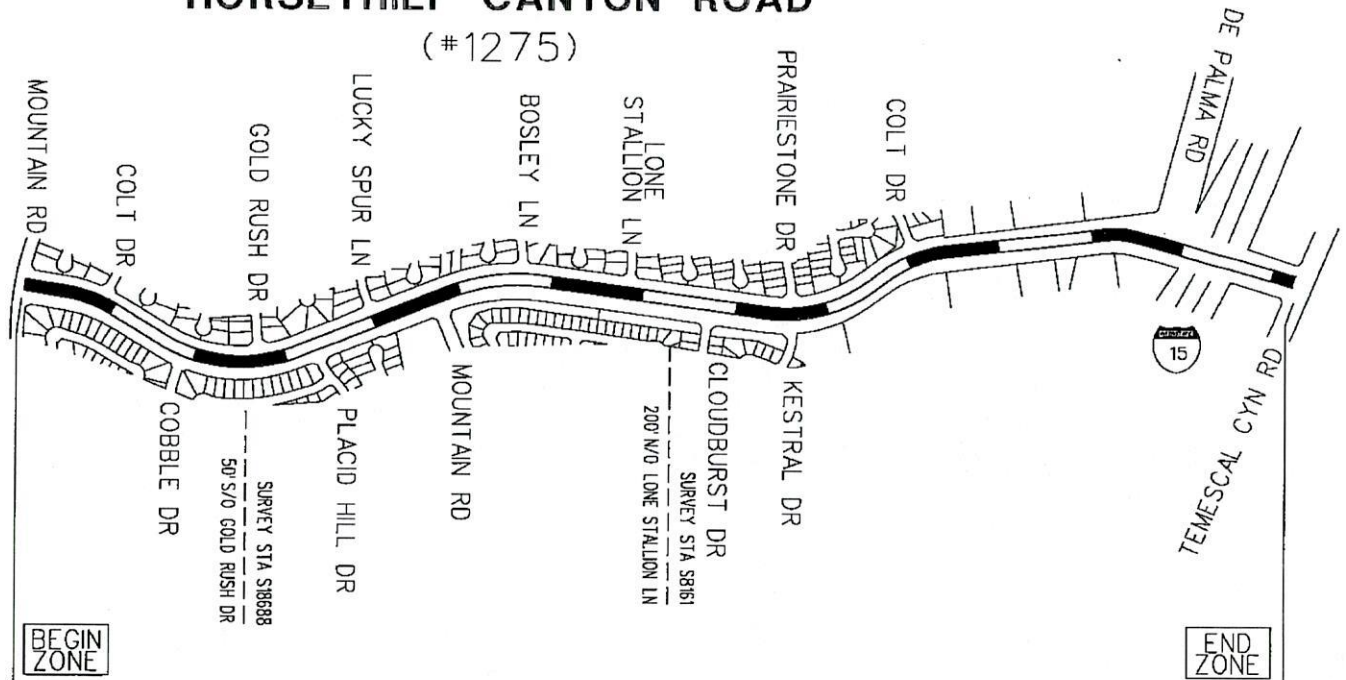 CANYON ROAD
(#1275)
MOUNTAIN RD
COLT DR
GOLD RUSH DR
LUCKY SPUR LN
BOSLEY LN
LONE
STALLION LN
PRAIRIESTONE DR
COLT DR
DE PALMA RD
15
COBBLE DR
SURVEY STA S18688
50' S/O GOLD RUSH DR
PLACID HILL DR
MOUNTAIN RD
SURVEY STA S8161
200' N/O LONE STALLION LN
CLOUDBURST DR
KESTRAL DR
TEMESCAL CYN RD
BEGIN
ZONE
END
ZONE